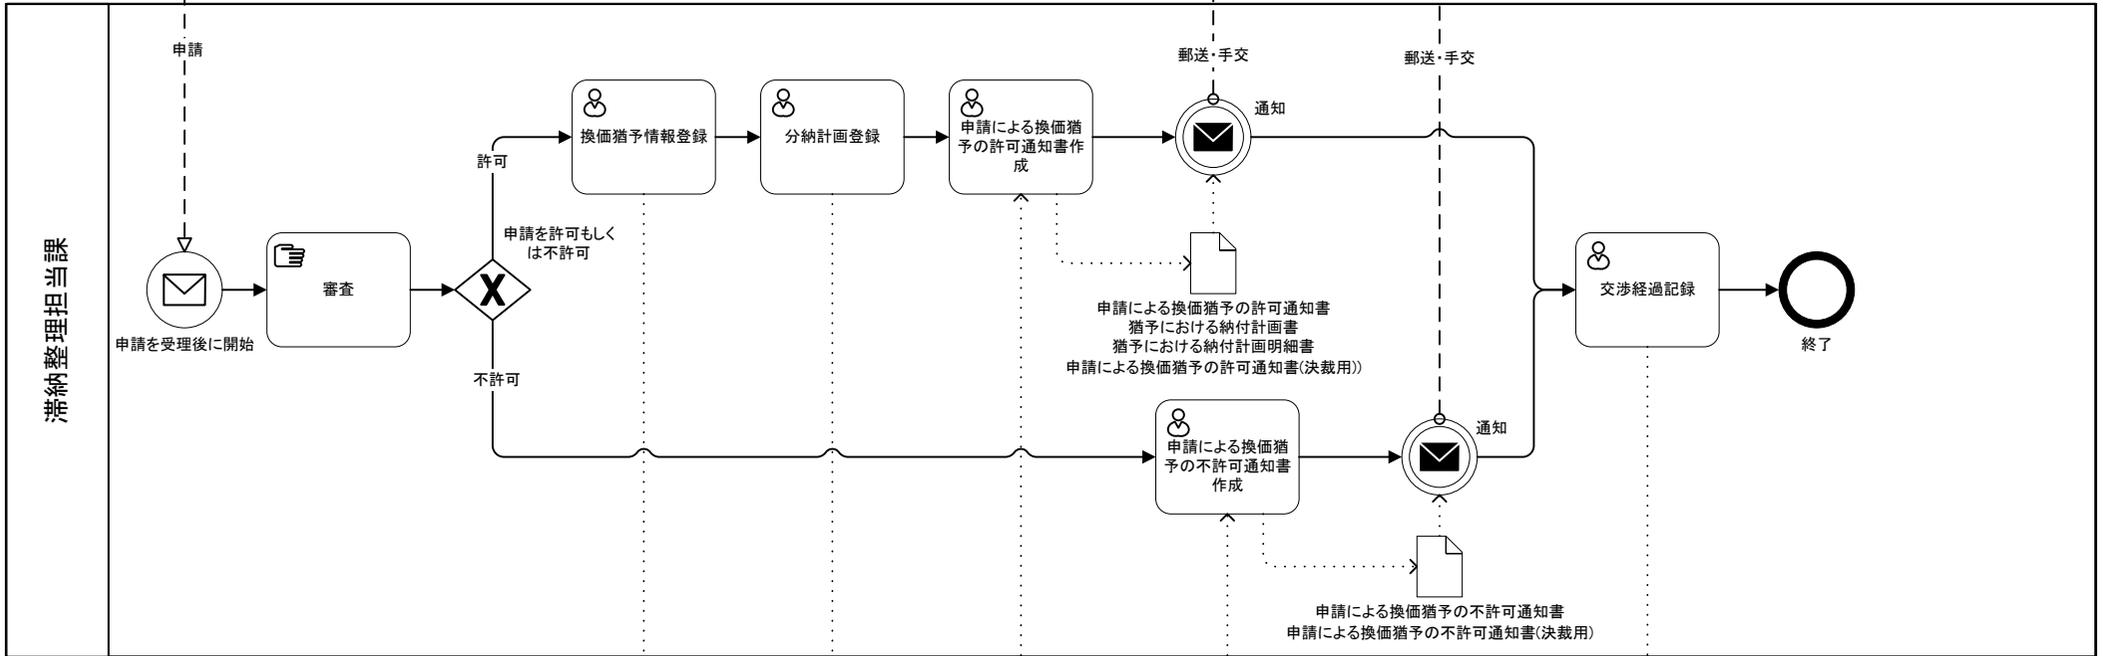 滞納整理担当課
申請
申請を受理後に開始
審査
申請を許可もしく
は不許可
許可
不許可
換価猶予情報登録
分納計画登録
申請による換価猶
予の許可通知書作
成
郵送・手交
通知
申請による換価猶予の許可通知書
猶予における納付計画書
猶予における納付計画明細書
申請による換価猶予の許可通知書(決裁用))
申請による換価猶
予の不許可通知書
作成
郵送・手交
通知
申請による換価猶予の不許可通知書
申請による換価猶予の不許可通知書(決裁用)
交渉経過記録
終了